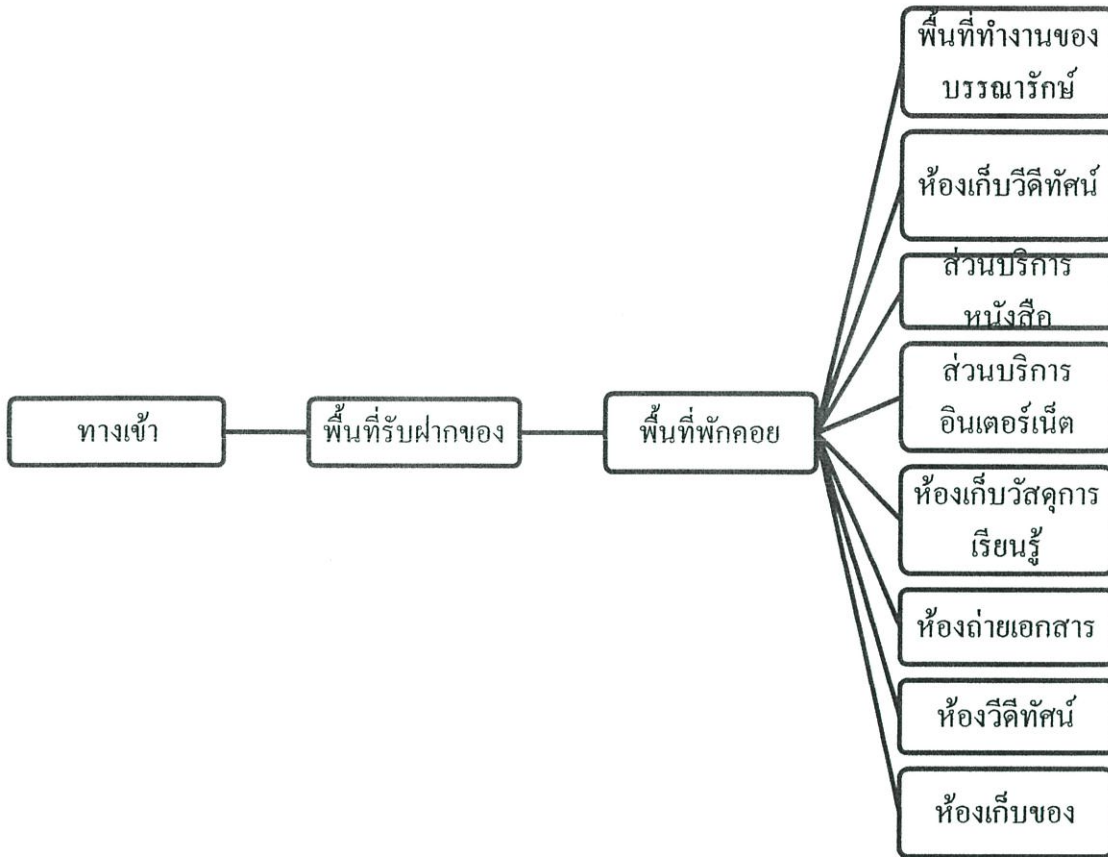 ทางเข้า
พื้นที่รับฝากของ
พื้นที่พักคอย
พื้นที่ทำงานของ
บรรณารักษ์
ห้องเก็บวีดีทัศน์
ส่วนบริการ
หนังสือ
ส่วนบริการ
อินเตอร์เน็ต
ห้องเก็บวัสดุการ
เรียนรู้
ห้องถ่ายเอกสาร
ห้องวีดีทัศน์
ห้องเก็บของ